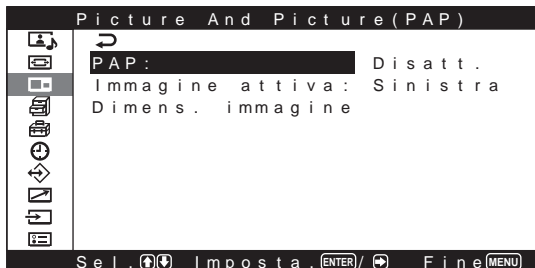 Picture And Picture(PAP)
PAP: Disatt.
Immagine attiva: Sinistra
Dimens. immagine
Sel. Imposta. ENTER / Fine MENU